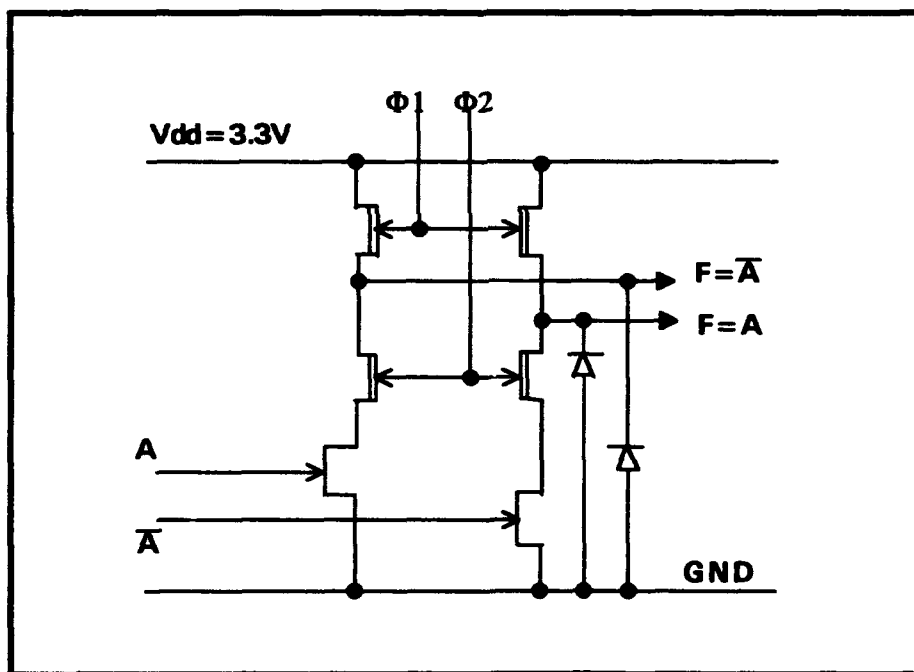 Φ1 Φ2
Vdd=3.3V
F=A̅
F=A
A
A̅
GND